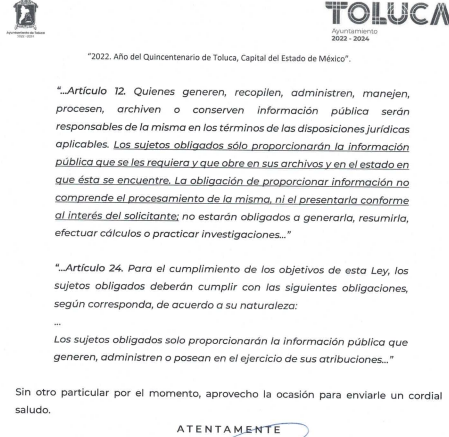 TOLUCA
Ayuntamiento de Toluca
Ayuntamiento
2022 - 2024
"2022. Año del Quincentenario de Toluca, Capital del Estado de México".
"...Artículo 12. Quienes generen, recopilen, administren, manejen,
procesen, archiven o conserven información pública serán
responsables de la misma en los términos de las disposiciones jurídicas
aplicables. Los sujetos obligados sólo proporcionarán la información
pública que se les requiera y que obre en sus archivos y en el estado en
que ésta se encuentre. La obligación de proporcionar información no
comprende el procesamiento de la misma, ni el presentarla conforme
al interés del solicitante; no estarán obligados a generarla, resumirla,
efectuar cálculos o practicar investigaciones..."
"...Artículo 24. Para el cumplimiento de los objetivos de esta Ley, los
sujetos obligados deberán cumplir con las siguientes obligaciones,
según corresponda, de acuerdo a su naturaleza:
...
Los sujetos obligados solo proporcionarán la información pública que
generen, administren o posean en el ejercicio de sus atribuciones..."
Sin otro particular por el momento, aprovecho la ocasión para enviarle un cordial
saludo.
ATENTAMENTE